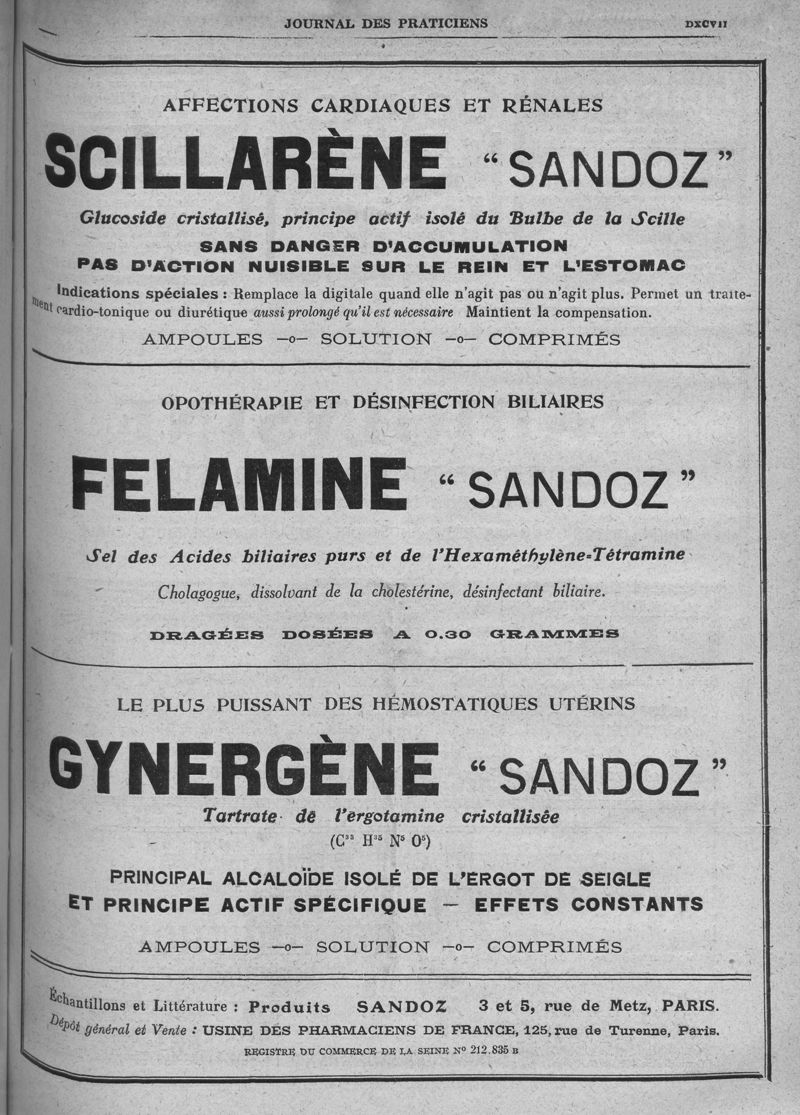 JOURNAL DES PRATICIENS DXCVII
AFFECTIONS CARDIAQUES ET RÉNALES
SCILLARÈNE “SANDOZ”
Glucoside cristallisé, principe actif isolé du Bulbe de la Scille
SANS DANGER D'ACCUMULATION
PAS D'ACTION NUISIBLE SUR LE REIN ET L'ESTOMAC
Indications spéciales : Remplace la digitale quand elle n'agit pas ou n'agit plus. Permet un traite-
ment cardio-tonique ou diurétique aussi prolongé qu'il est nécessaire Maintient la compensation.
AMPOULES —o— SOLUTION —o— COMPRIMÉS
OPOTHÉRAPIE ET DÉSINFECTION BILIAIRES
FELAMINE “SANDOZ”
Sel des Acides biliaires purs et de l'Hexaméthylène-Tétramine
Cholagogue, dissolvant de la cholestérine, désinfectant biliaire.
DRAGÉES DOSÉES A 0.30 GRAMMES
LE PLUS PUISSANT DES HÉMOSTATIQUES UTÉRINS
GYNERGÈNE “SANDOZ”
Tartrate de l'ergotamine cristallisée
(C³³ H³⁵ N⁵ O⁵)
PRINCIPAL ALCALOÏDE ISOLÉ DE L'ERGOT DE SEIGLE
ET PRINCIPE ACTIF SPÉCIFIQUE — EFFETS CONSTANTS
AMPOULES —o— SOLUTION —o— COMPRIMÉS
Échantillons et Littérature : Produits SANDOZ 3 et 5, rue de Metz, PARIS.
Dépôt général et Vente : USINE DES PHARMACIENS DE FRANCE, 125, rue de Turenne, Paris.
REGISTRE DU COMMERCE DE LA SEINE Nº 212.835 B